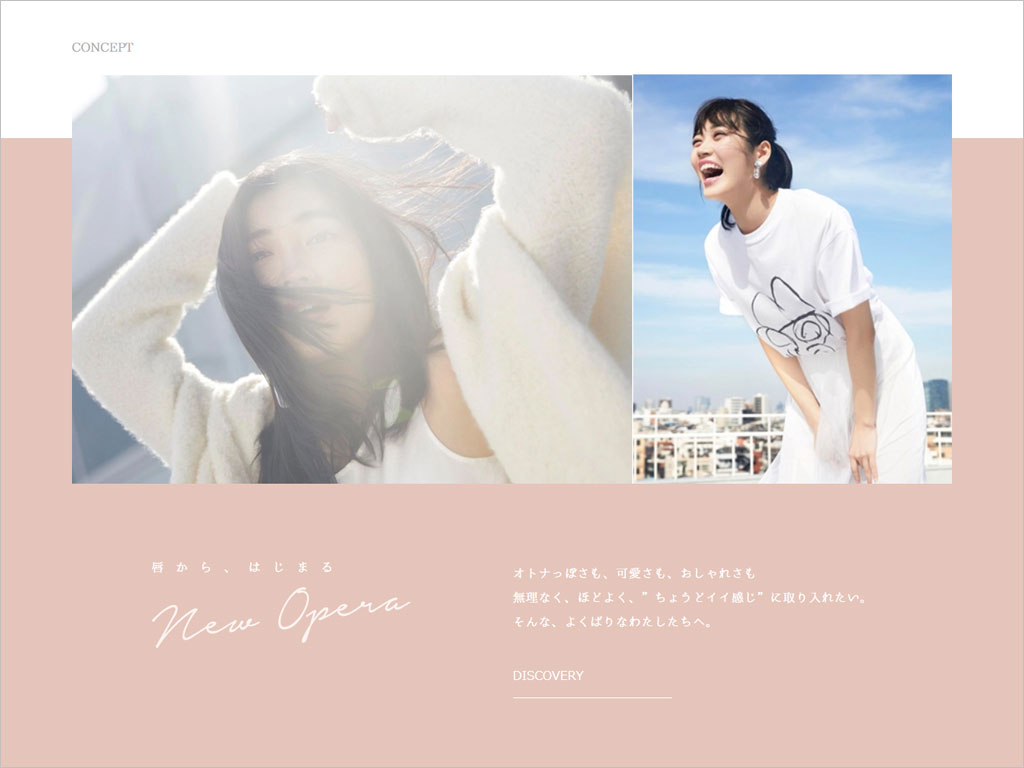 CONCEPT
唇から、はじまる
New Opera
オトナっぽさも、可愛さも、おしゃれさも
無理なく、ほどよく、”ちょうどイイ感じ”に取り入れたい。
そんな、よくばりなわたしたちへ。
DISCOVERY